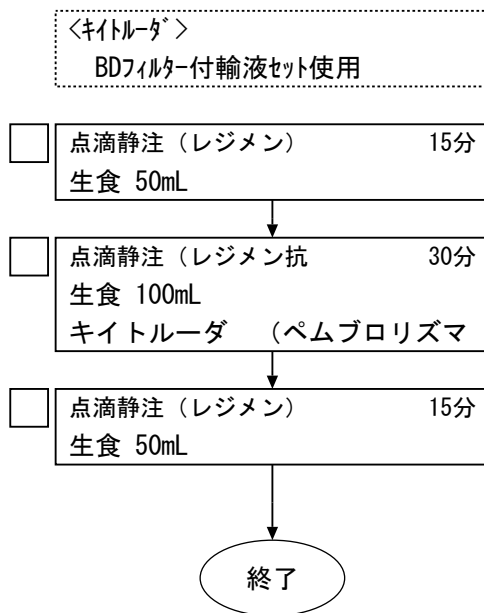 <ｷｲﾄﾙｰﾀﾞ>
BDﾌｨﾙﾀｰ付輸液ｾｯﾄ使用
点滴静注（レジメン） 15分
生食 50mL
点滴静注（レジメン抗 30分
生食 100mL
キイトルーダ （ペムブロリズマ
点滴静注（レジメン） 15分
生食 50mL
終了